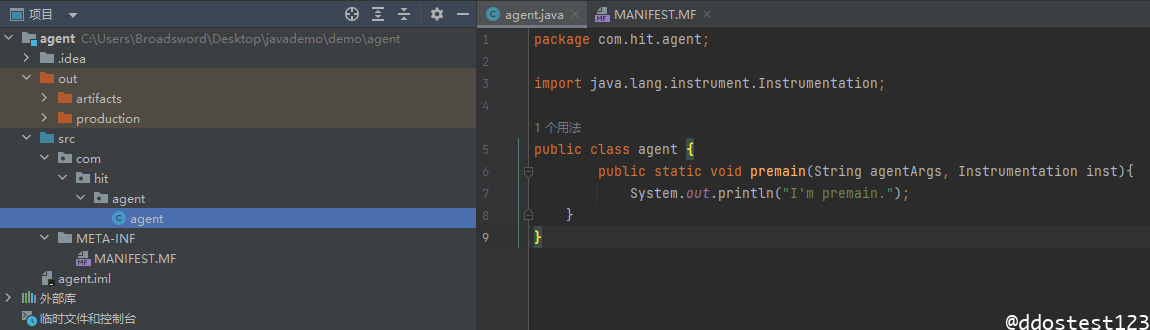 项目
agent C:\Users\Broadsword\Desktop\javademo\demo\agent
.idea
out
artifacts
production
src
com
hit
agent
agent
META-INF
MANIFEST.MF
agent.iml
外部库
临时文件和控制台
agent.java
MANIFEST.MF
1 package com.hit.agent;
2
3 import java.lang.instrument.Instrumentation;
4
1 个用法
5 public class agent {
6 public static void premain(String agentArgs, Instrumentation inst){
7 System.out.println("I'm premain.");
8 }
9 }
@ddostest123